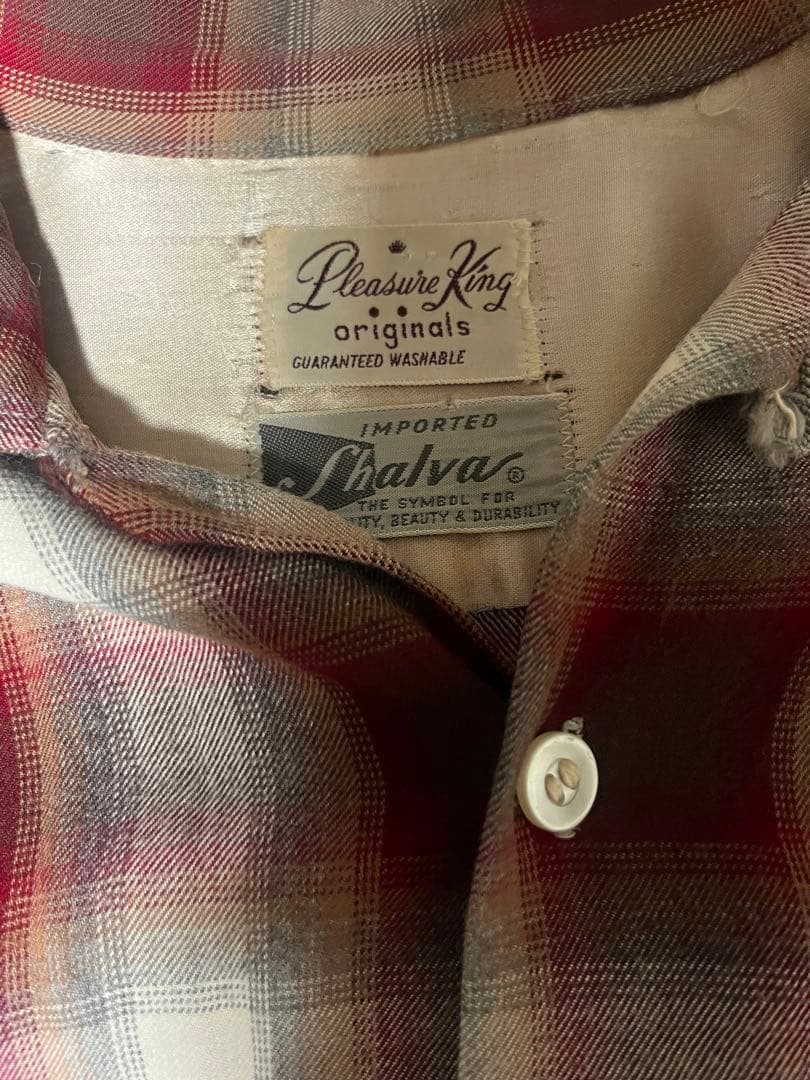 Pleasure King
originals
GUARANTEED WASHABLE
IMPORTED
Shalva®
THE SYMBOL FOR
BEAUTY & DURABILITY